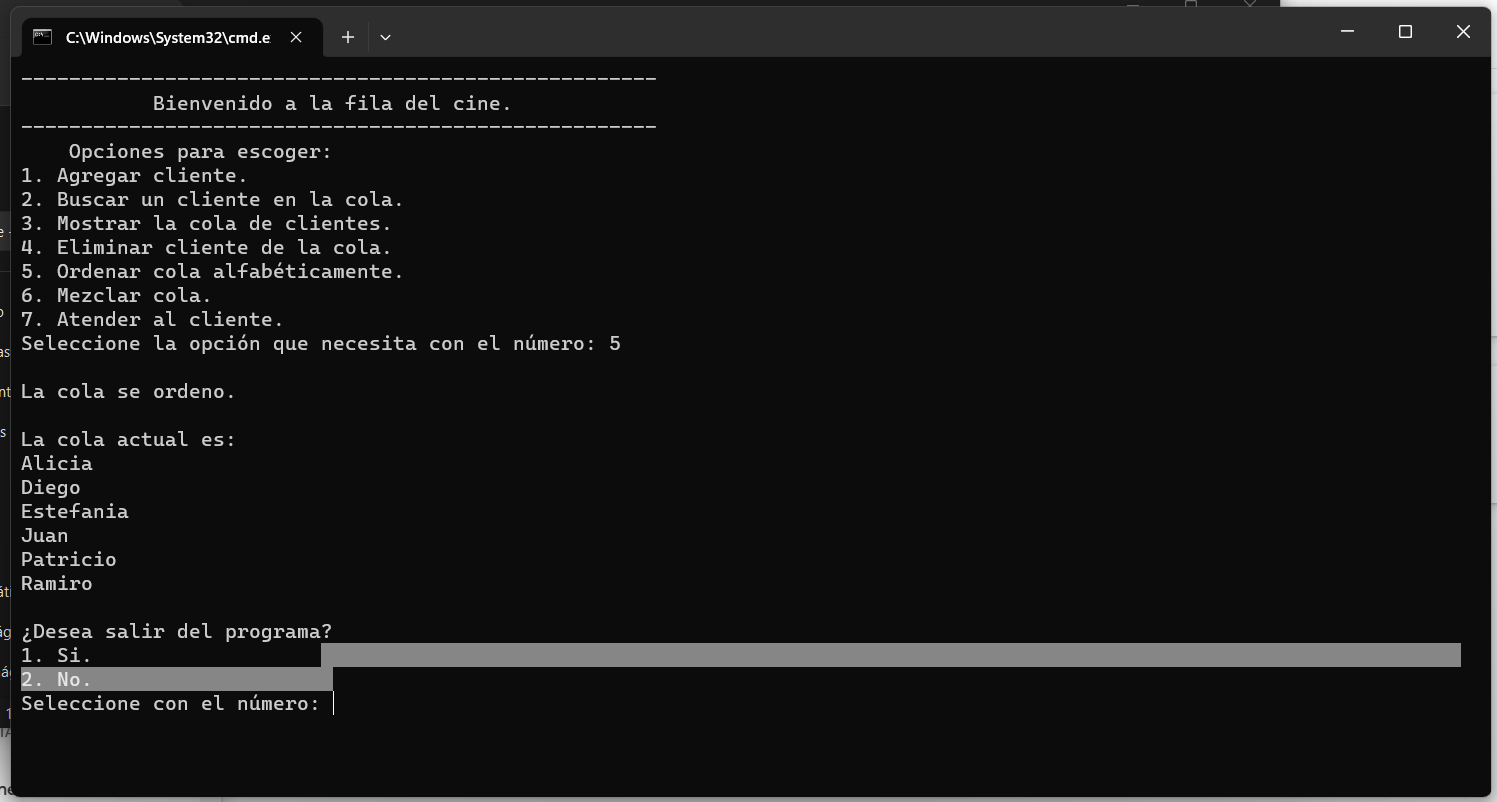 C:\Windows\System32\cmd.e
-----------------------------------------------------
Bienvenido a la fila del cine.
-----------------------------------------------------
Opciones para escoger:
1. Agregar cliente.
2. Buscar un cliente en la cola.
3. Mostrar la cola de clientes.
4. Eliminar cliente de la cola.
5. Ordenar cola alfabéticamente.
6. Mezclar cola.
7. Atender al cliente.
Seleccione la opción que necesita con el número: 5
La cola se ordeno.
La cola actual es:
Alicia
Diego
Estefania
Juan
Patricio
Ramiro
¿Desea salir del programa?
1. Si.
2. No.
Seleccione con el número: